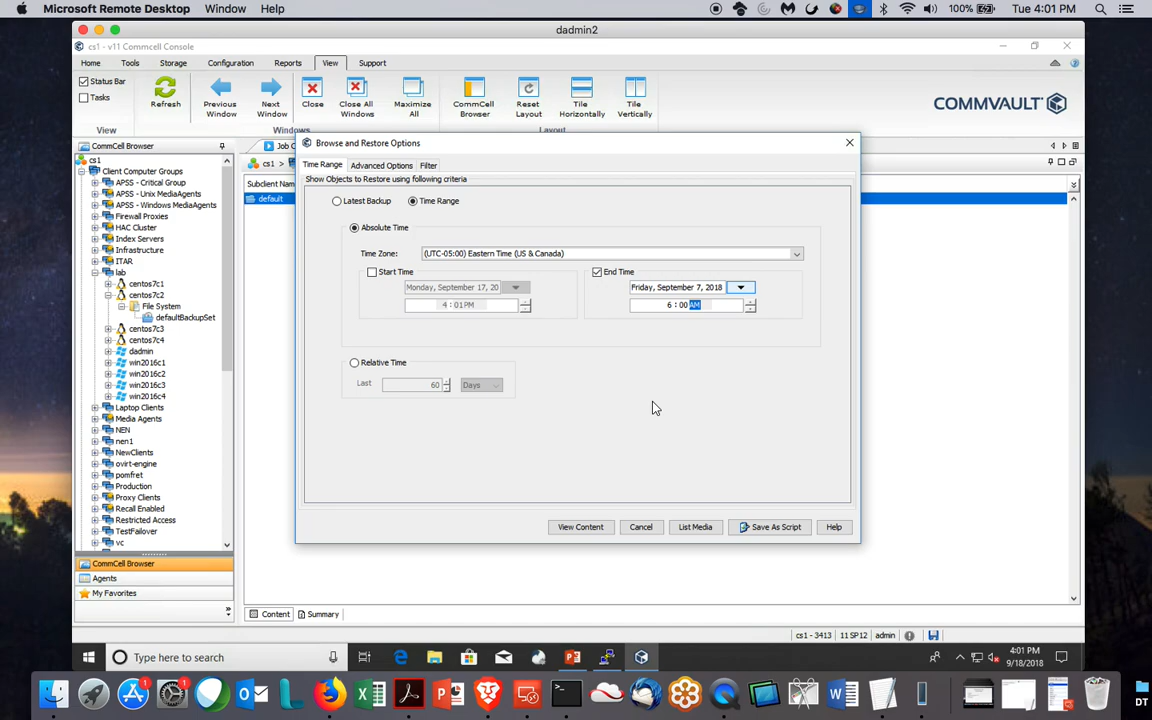 Microsoft Remote Desktop Window Help 100% Tue 4:01 PM
dadmin2
cs1 - v11 Commcell Console
Home Tools Storage Configuration Reports View Support
Status Bar
Tasks
Refresh
Previous Window
Next Window
Close
Close All Windows
Maximize All
CommCell Browser
Reset Layout
Tile Horizontally
Tile Vertically
View
Windows
Layout
COMMVAULT
CommCell Browser
Job C
cs1
cs1 >
Subclient Nam
default
Client Computer Groups
APSS - Critical Group
APSS - Unix MediaAgents
APSS - Windows MediaAgents
Firewall Proxies
HAC Cluster
Index Servers
Infrastructure
ITAR
lab
centos7c1
centos7c2
File System
defaultBackupSet
centos7c3
centos7c4
dadmin
win2016c1
win2016c2
win2016c3
win2016c4
Laptop Clients
Media Agents
NEN
nen1
NewClients
ovirt-engine
pomfret
Production
Proxy Clients
Recall Enabled
Restricted Access
TestFailover
vc
CommCell Browser
Agents
My Favorites
Browse and Restore Options
Time Range Advanced Options Filter
Show Objects to Restore using following criteria
Latest Backup Time Range
Absolute Time
Time Zone: (UTC-05:00) Eastern Time (US & Canada)
Start Time End Time
Monday, September 17, 20 Friday, September 7, 2018
4 : 01 PM 6 : 00 AM
Relative Time
Last 60 Days
View Content Cancel List Media Save As Script Help
Content Summary
cs1 - 3413 11 SP12 admin
Type here to search
4:01 PM
9/18/2018
1
1
DT